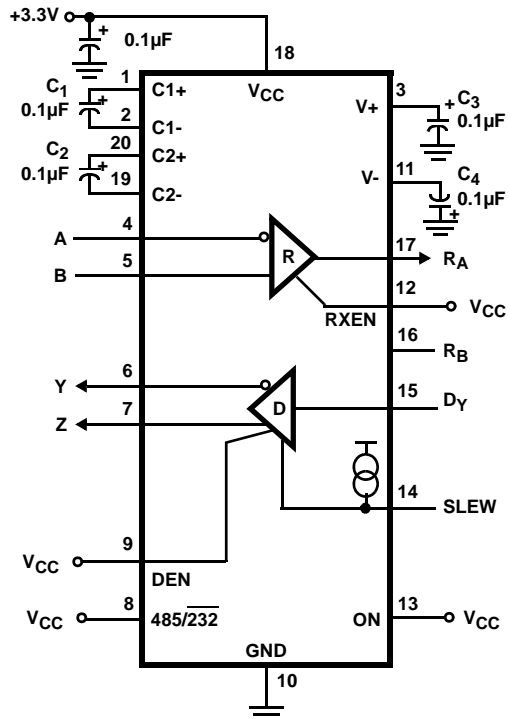 +3.3V
+
0.1µF
18
1
C1+
VCC
3
C1
0.1µF
+
V+
+
C3
0.1µF
2
C1-
20
C2+
C2
0.1µF
+
19
C2-
V-
11
C4
0.1µF
+
A
4
R
17
RA
B
5
12
RXEN
VCC
16
RB
Y
6
D
15
DY
Z
7
14
SLEW
9
VCC
DEN
8
VCC
485/232
ON
13
VCC
GND
10